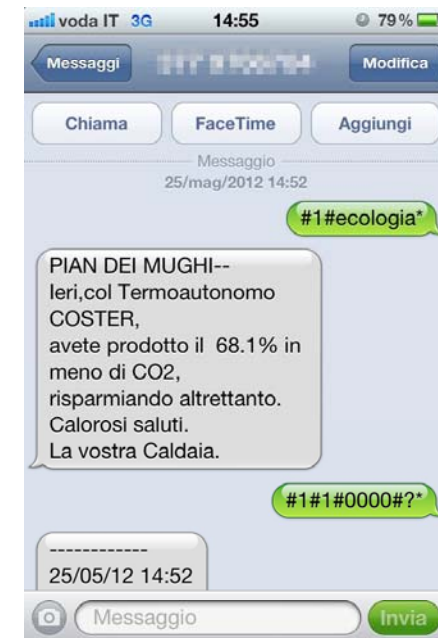 voda IT 3G 14:55 79%
Messaggi Modifica
Chiama FaceTime Aggiungi
Messaggio
25/mag/2012 14:52
#1#ecologia*
PIAN DEI MUGHI--
Ieri,col Termoautonomo
COSTER,
avete prodotto il 68.1% in
meno di CO2,
risparmiando altrettanto.
Calorosi saluti.
La vostra Caldaia.
#1#1#0000#?*
------------
25/05/12 14:52
Messaggio Invia